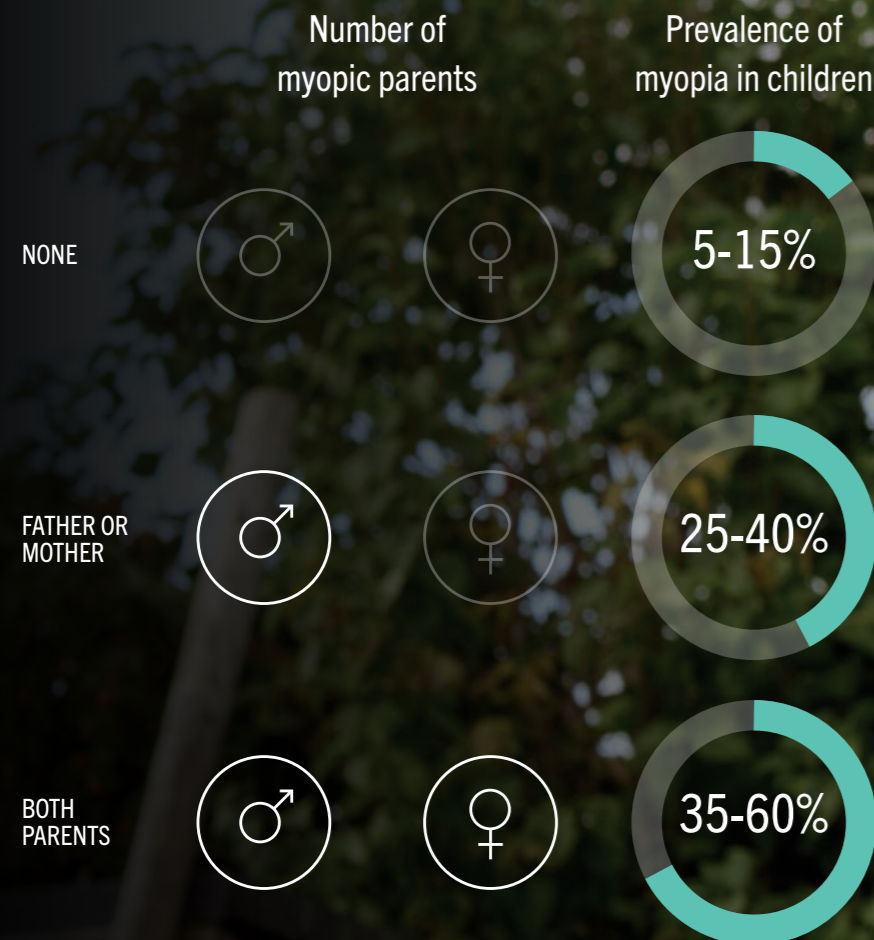 Number of
myopic parents
Prevalence of
myopia in children
NONE
5-15%
FATHER OR
MOTHER
25-40%
BOTH
PARENTS
35-60%